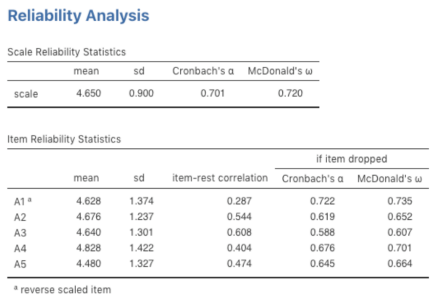 Reliability Analysis
Scale Reliability Statistics
mean sd Cronbach's α McDonald's ω
scale 4.650 0.900 0.701 0.720
Item Reliability Statistics
if item dropped
mean sd item-rest correlation Cronbach's α McDonald's ω
A1 ᵃ 4.628 1.374 0.287 0.722 0.735
A2 4.676 1.237 0.544 0.619 0.652
A3 4.640 1.301 0.608 0.588 0.607
A4 4.828 1.422 0.404 0.676 0.701
A5 4.480 1.327 0.474 0.645 0.664
ᵃ reverse scaled item